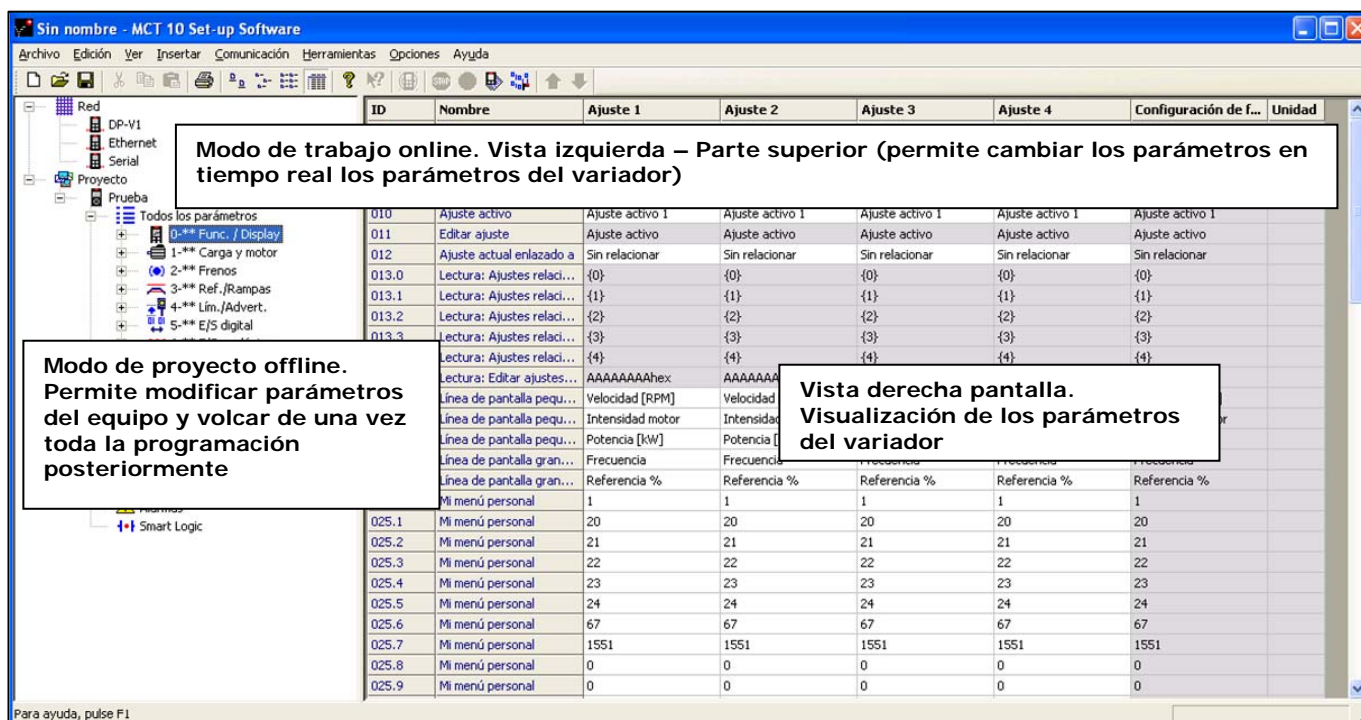 Sin nombre - MCT 10 Set-up Software
Archivo Edición Ver Insertar Comunicación Herramientas Opciones Ayuda
Red
DP-V1
Ethernet
Serial
Proyecto
Prueba
Todos los parámetros
0-** Func. / Display
1-** Carga y motor
2-** Frenos
3-** Ref./Rampas
4-** Lím./Advert.
5-** E/S digital
Alarmas
Smart Logic
Modo de trabajo online. Vista izquierda – Parte superior (permite cambiar los parámetros en
tiempo real los parámetros del variador)
Modo de proyecto offline.
Permite modificar parámetros
del equipo y volcar de una vez
toda la programación
posteriormente
Vista derecha pantalla.
Visualización de los parámetros
del variador
ID Nombre Ajuste 1 Ajuste 2 Ajuste 3 Ajuste 4 Configuración de f... Unidad
010 Ajuste activo Ajuste activo 1 Ajuste activo 1 Ajuste activo 1 Ajuste activo 1 Ajuste activo 1
011 Editar ajuste Ajuste activo Ajuste activo Ajuste activo Ajuste activo Ajuste activo
012 Ajuste actual enlazado a Sin relacionar Sin relacionar Sin relacionar Sin relacionar Sin relacionar
013.0 Lectura: Ajustes relaci... {0} {0} {0} {0} {0}
013.1 Lectura: Ajustes relaci... {1} {1} {1} {1} {1}
013.2 Lectura: Ajustes relaci... {2} {2} {2} {2} {2}
013.3 Lectura: Ajustes relaci... {3} {3} {3} {3} {3}
Lectura: Ajustes relaci... {4} {4} {4} {4} {4}
Lectura: Editar ajustes... AAAAAAAAhex
Línea de pantalla pequ... Velocidad [RPM] Velocidad
Línea de pantalla pequ... Intensidad motor
Línea de pantalla pequ... Potencia [kW]
Línea de pantalla gran... Frecuencia Frecuencia Frecuencia Frecuencia Frecuencia
Línea de pantalla gran... Referencia % Referencia % Referencia % Referencia % Referencia %
Mi menú personal 1 1 1 1 1
025.1 Mi menú personal 20 20 20 20 20
025.2 Mi menú personal 21 21 21 21 21
025.3 Mi menú personal 22 22 22 22 22
025.4 Mi menú personal 23 23 23 23 23
025.5 Mi menú personal 24 24 24 24 24
025.6 Mi menú personal 67 67 67 67 67
025.7 Mi menú personal 1551 1551 1551 1551 1551
025.8 Mi menú personal 0 0 0 0 0
025.9 Mi menú personal 0 0 0 0 0
Para ayuda, pulse F1